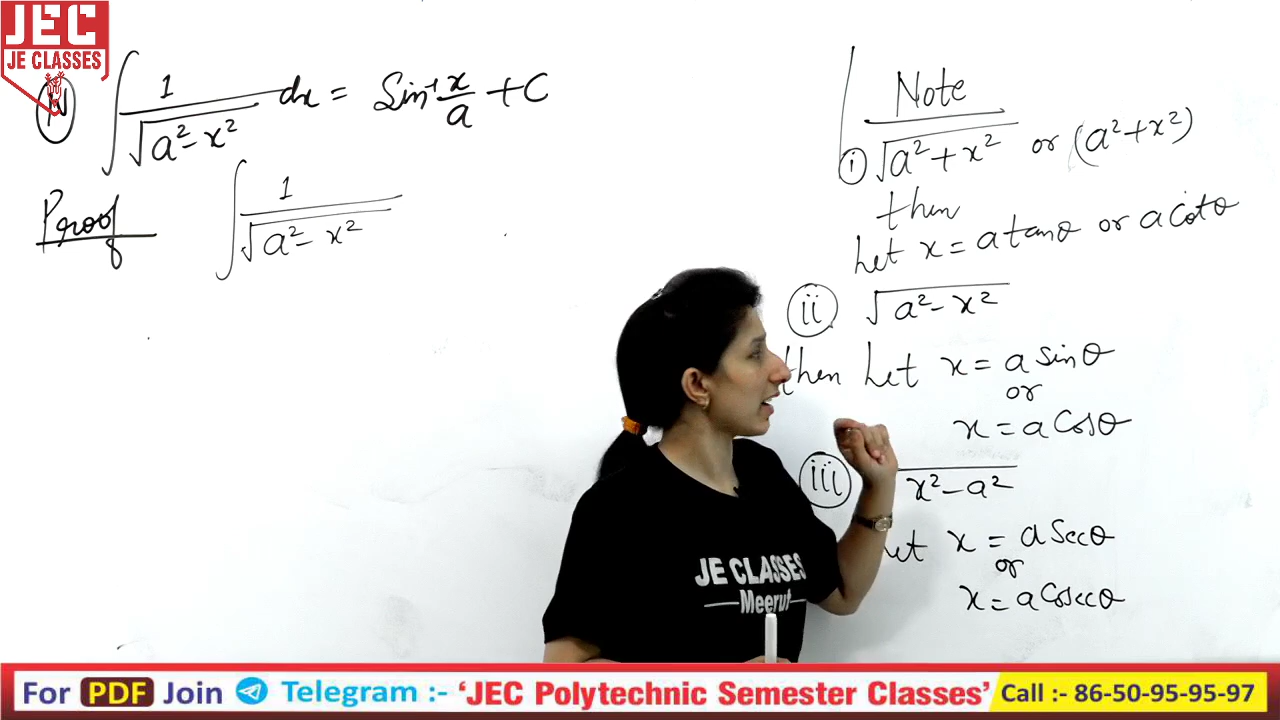 JEC
JE CLASSES
∫ 1/√(a² - x²) dx = Sin⁻¹ x/a + C
Proof ∫ 1/√(a² - x²)
Note
(i) √(a² + x²) or (a² + x²)
then
Let x = a tanθ or a cotθ
(ii) √(a² - x²)
then Let x = a sinθ
or
x = a Cosθ
(iii) x² - a²
x = a Secθ
or
x = a Cosecθ
JE CLASSES
Meerut
For PDF Join Telegram :- 'JEC Polytechnic Semester Classes' Call :- 86-50-95-95-97